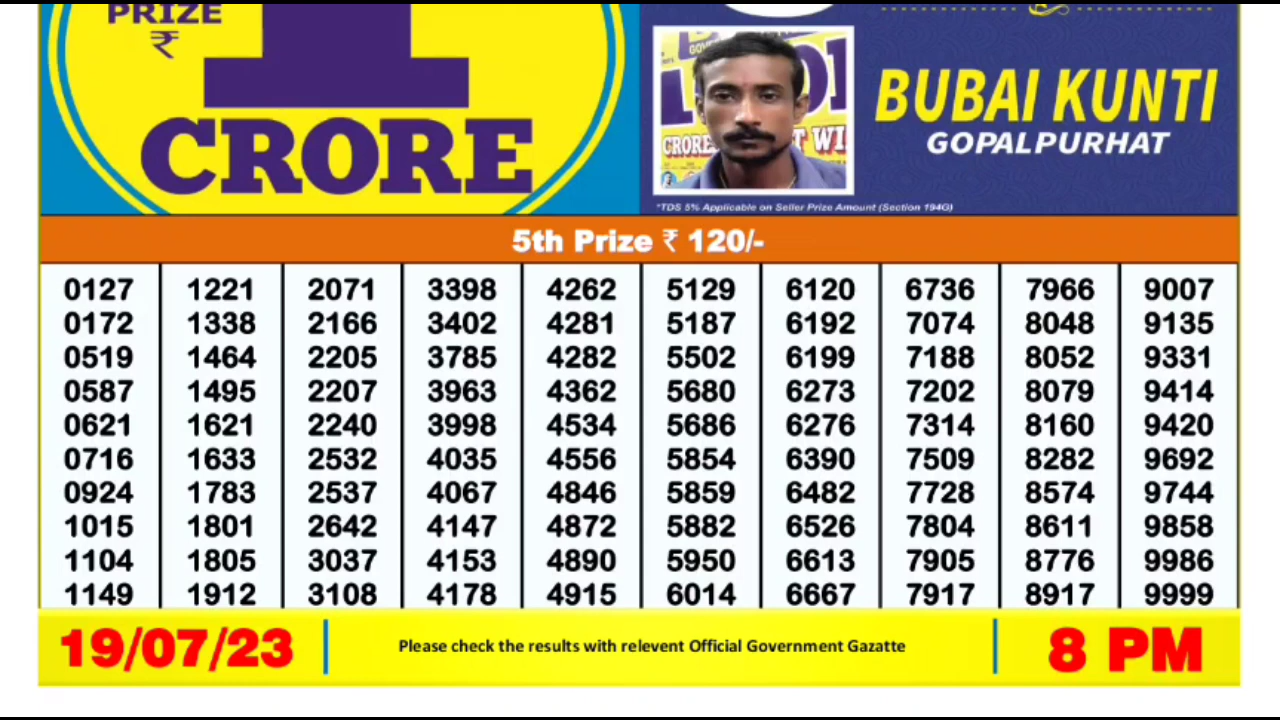 PRIZE
₹
1
CRORE
BUBAI KUNTI
GOPALPURHAT
*TDS 5% Applicable on Seller Prize Amount (Section 194G)
5th Prize ₹ 120/-
0127 1221 2071 3398 4262 5129 6120 6736 7966 9007
0172 1338 2166 3402 4281 5187 6192 7074 8048 9135
0519 1464 2205 3785 4282 5502 6199 7188 8052 9331
0587 1495 2207 3963 4362 5680 6273 7202 8079 9414
0621 1621 2240 3998 4534 5686 6276 7314 8160 9420
0716 1633 2532 4035 4556 5854 6390 7509 8282 9692
0924 1783 2537 4067 4846 5859 6482 7728 8574 9744
1015 1801 2642 4147 4872 5882 6526 7804 8611 9858
1104 1805 3037 4153 4890 5950 6613 7905 8776 9986
1149 1912 3108 4178 4915 6014 6667 7917 8917 9999
19/07/23 Please check the results with relevent Official Government Gazatte 8 PM